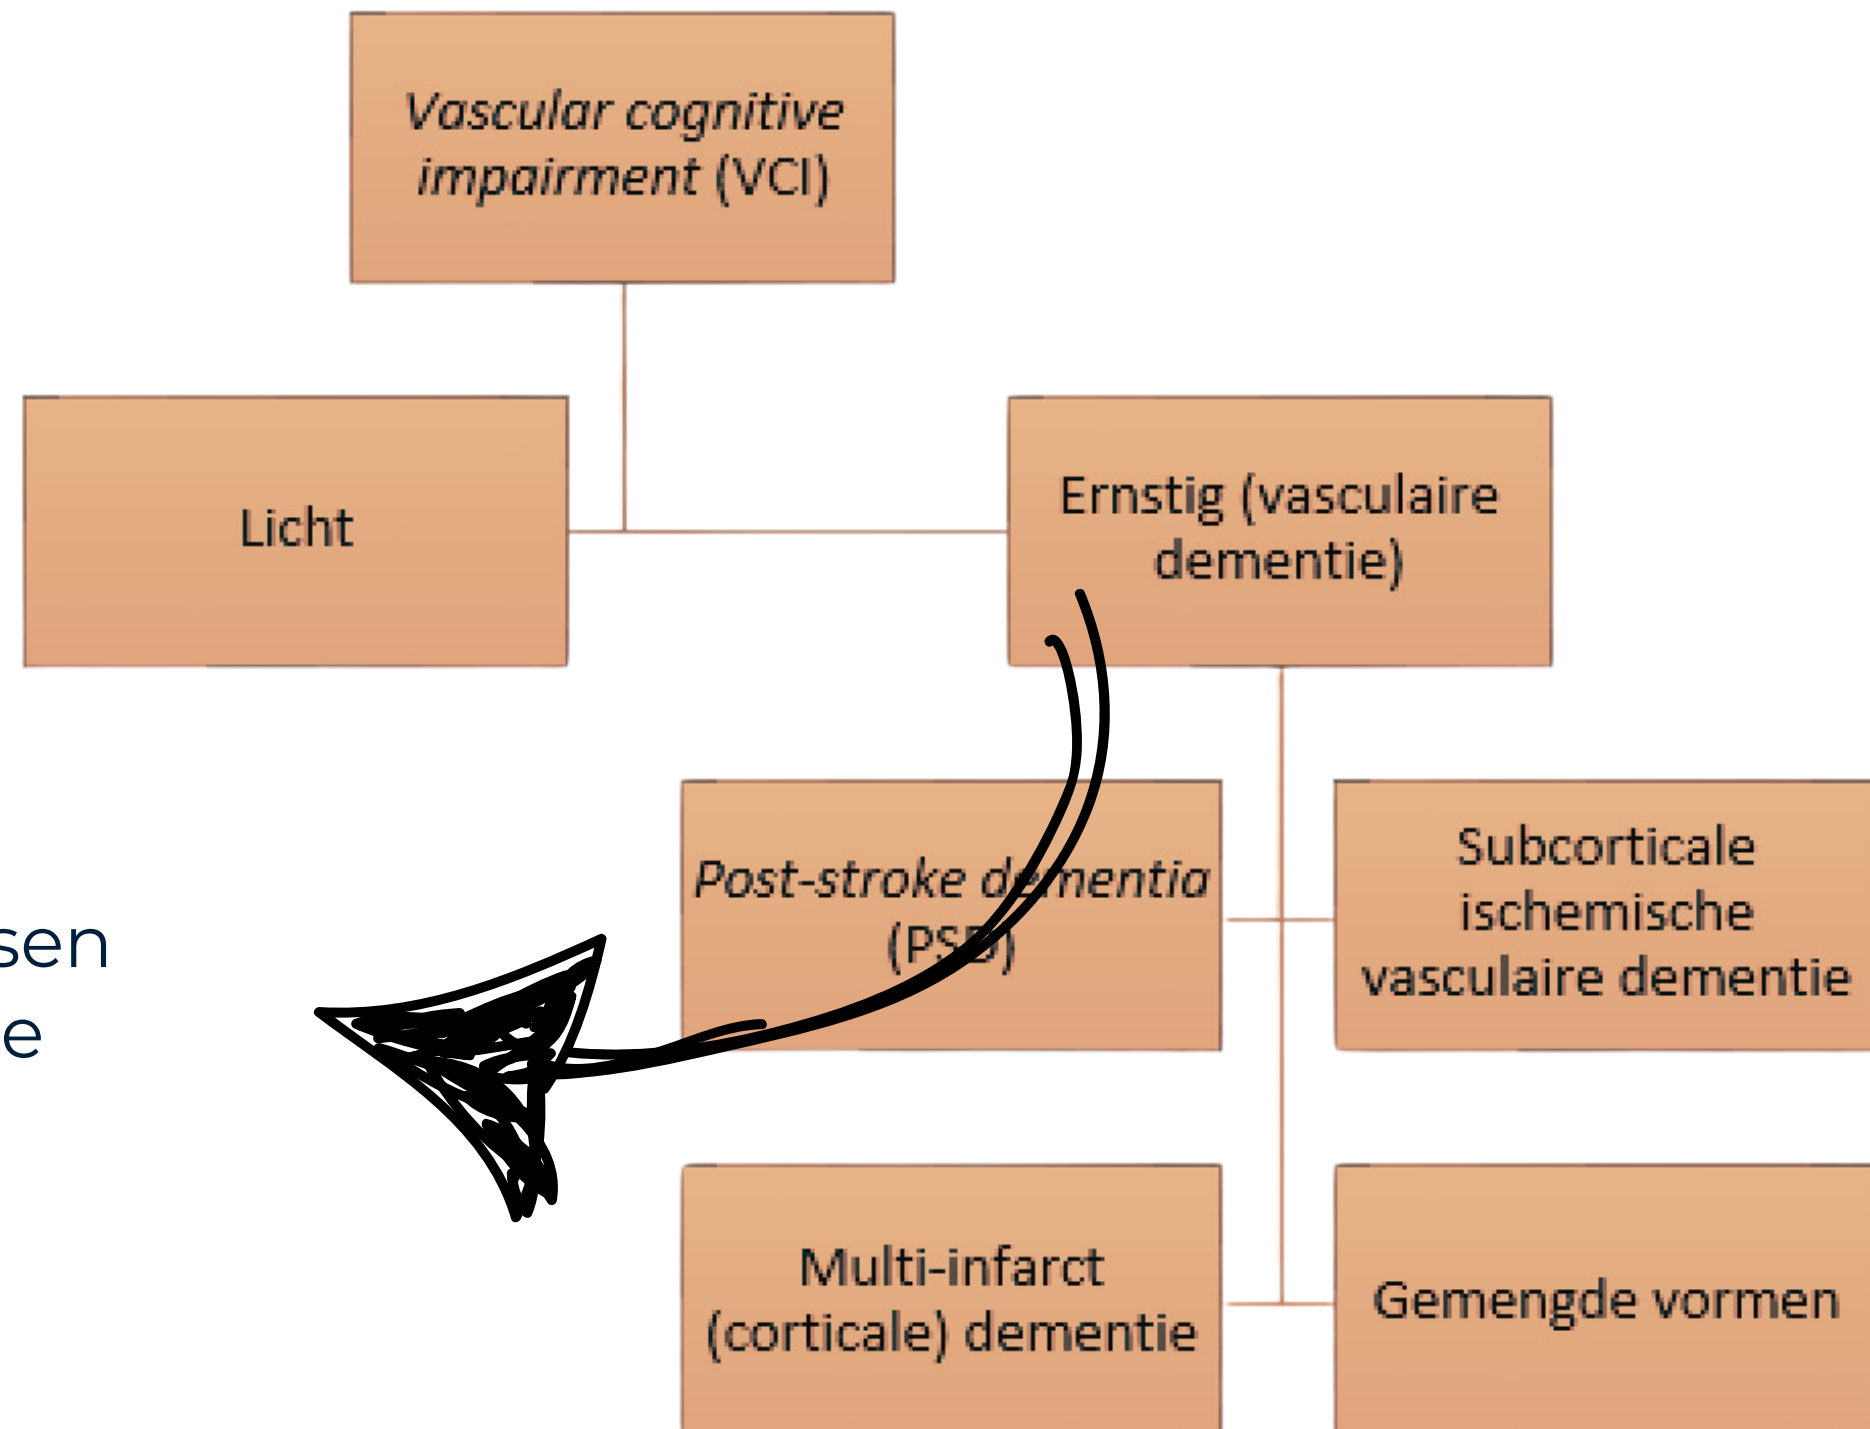 Vascular cognitive
impairment (VCI)
Licht
Ernstig (vasculaire
dementie)
Post-stroke dementia
(PSD)
Subcorticale
ischemische
vasculaire dementie
sen
e
Multi-infarct
(corticale) dementie
Gemengde vormen